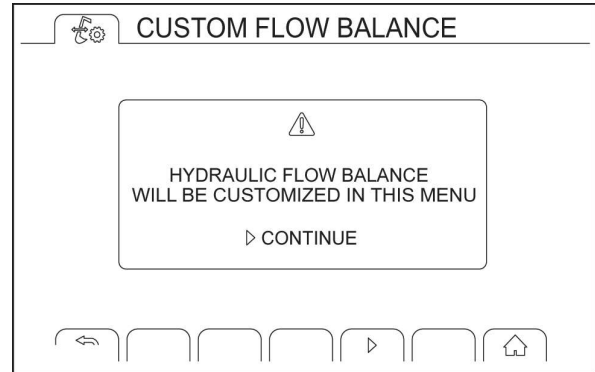 CUSTOM FLOW BALANCE
HYDRAULIC FLOW BALANCE
WILL BE CUSTOMIZED IN THIS MENU
CONTINUE